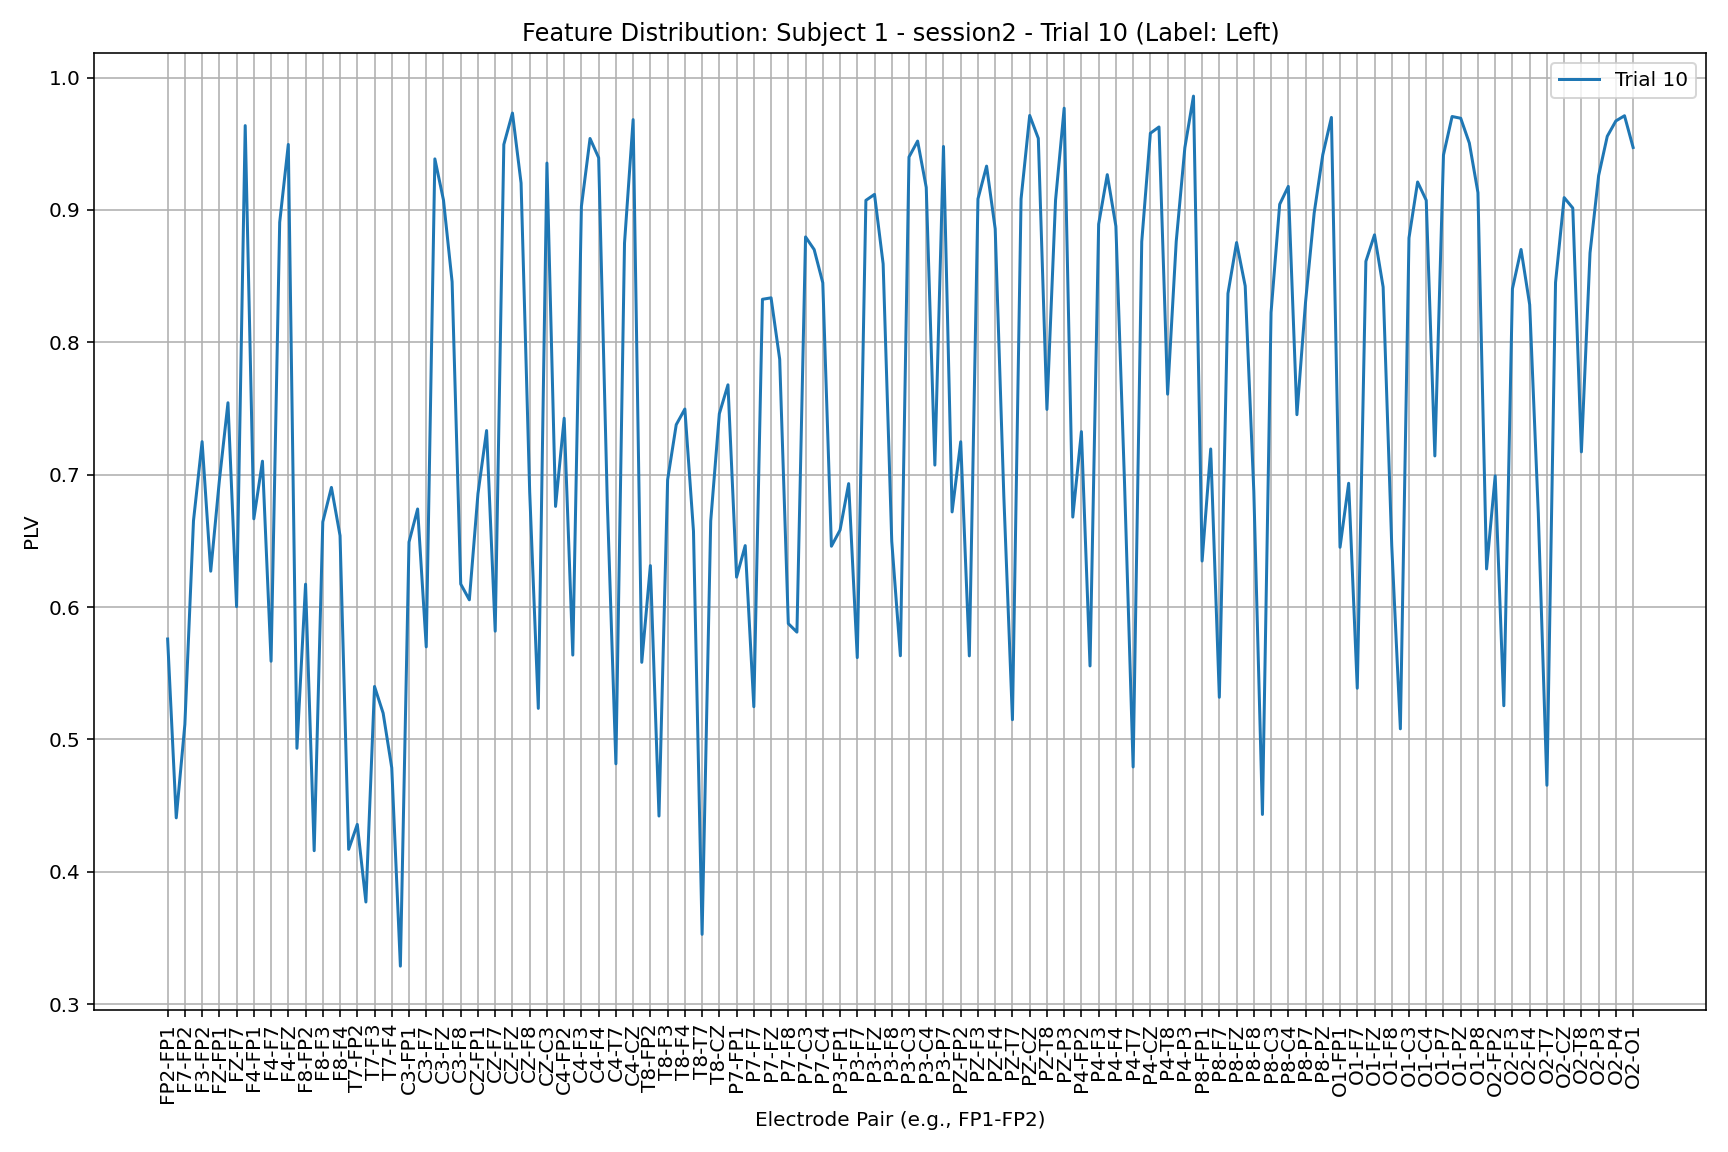 Feature Distribution: Subject 1 - session2 - Trial 10 (Label: Left)
Trial 10
1.0
0.9
0.8
0.7
0.6
0.5
0.4
0.3
PLV
FP2-FP1
F7-FP2
F3-FP2
FZ-FP1
FZ-F7
F4-FP1
F4-F7
F4-FZ
F8-FP2
F8-F3
F8-F4
T7-FP2
T7-F3
T7-F4
C3-FP1
C3-F7
C3-FZ
C3-F8
CZ-FP1
CZ-F7
CZ-FZ
CZ-F8
CZ-C3
C4-FP2
C4-F3
C4-F4
C4-T7
C4-CZ
T8-FP2
T8-F3
T8-F4
T8-T7
T8-CZ
P7-FP1
P7-F7
P7-FZ
P7-F8
P7-C3
P7-C4
P3-FP1
P3-F7
P3-FZ
P3-F8
P3-C3
P3-C4
P3-P7
PZ-FP2
PZ-F3
PZ-F4
PZ-T7
PZ-CZ
PZ-T8
PZ-P3
P4-FP2
P4-F3
P4-F4
P4-T7
P4-CZ
P4-T8
P4-P3
P8-FP1
P8-F7
P8-FZ
P8-F8
P8-C3
P8-C4
P8-P7
P8-PZ
O1-FP1
O1-F7
O1-FZ
O1-F8
O1-C3
O1-C4
O1-P7
O1-PZ
O1-P8
O2-FP2
O2-F3
O2-F4
O2-T7
O2-CZ
O2-T8
O2-P3
O2-P4
O2-O1
Electrode Pair (e.g., FP1-FP2)